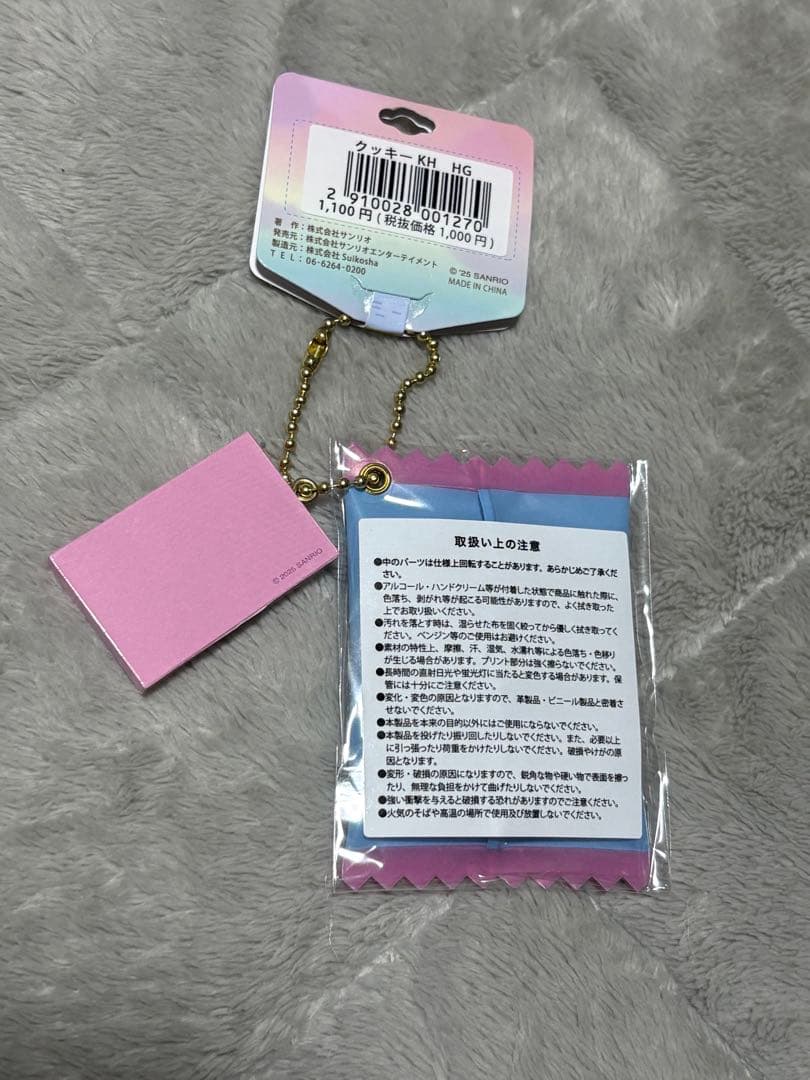 クッキーKH HG
2 910028 001270
1,100円(税抜価格 1,000円)
著 作:株式会社サンリオ
発売元:株式会社サンリオエンターテイメント
製造元:株式会社 Suikosha
TEL:06-6264-0200
© '25 SANRIO
MADE IN CHINA
© 2025 SANRIO
取扱い上の注意
●中のパーツは仕様上回転することがあります。あらかじめご了承くだ
さい。
●アルコール・ハンドクリーム等が付着した状態で商品に触れた際に、
色落ち、剥がれ等が起こる可能性がありますので、よく拭き取った
上でお取り扱いください。
●汚れを落とす時は、湿らせた布を固く絞ってから優しく拭き取ってく
ださい。ベンジン等のご使用はお避けください。
●素材の特性上、摩擦、汗、湿気、水濡れ等による色落ち・色移り
が生じる場合があります。プリント部分は強く擦らないでください。
●長時間の直射日光や蛍光灯に当たると変色する場合があります。保
管には十分にご注意ください。
●変化・変色の原因となりますので、革製品・ビニール製品と密着さ
せないでください。
●本製品を本来の目的以外にはご使用にならないでください。
●本製品を投げたり振り回したりしないでください。また、必要以上
に引っ張ったり荷重をかけたりしないでください。破損やけがの原
因となります。
●変形・破損の原因になりますので、鋭角な物や硬い物で表面を擦っ
たり、無理な負担をかけて曲げたりしないでください。
●強い衝撃を与えると破損する恐れがありますのでご注意ください。
●火気のそばや高温の場所で使用及び放置しないでください。